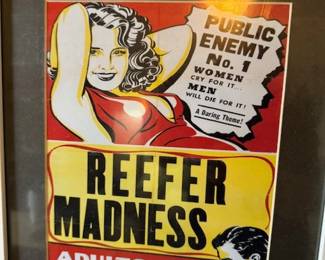 PUBLIC
ENEMY
No. 1
WOMEN
CRY FOR IT...
MEN
WILL DIE FOR IT!
A Daring Theme!
REEFER
MADNESS